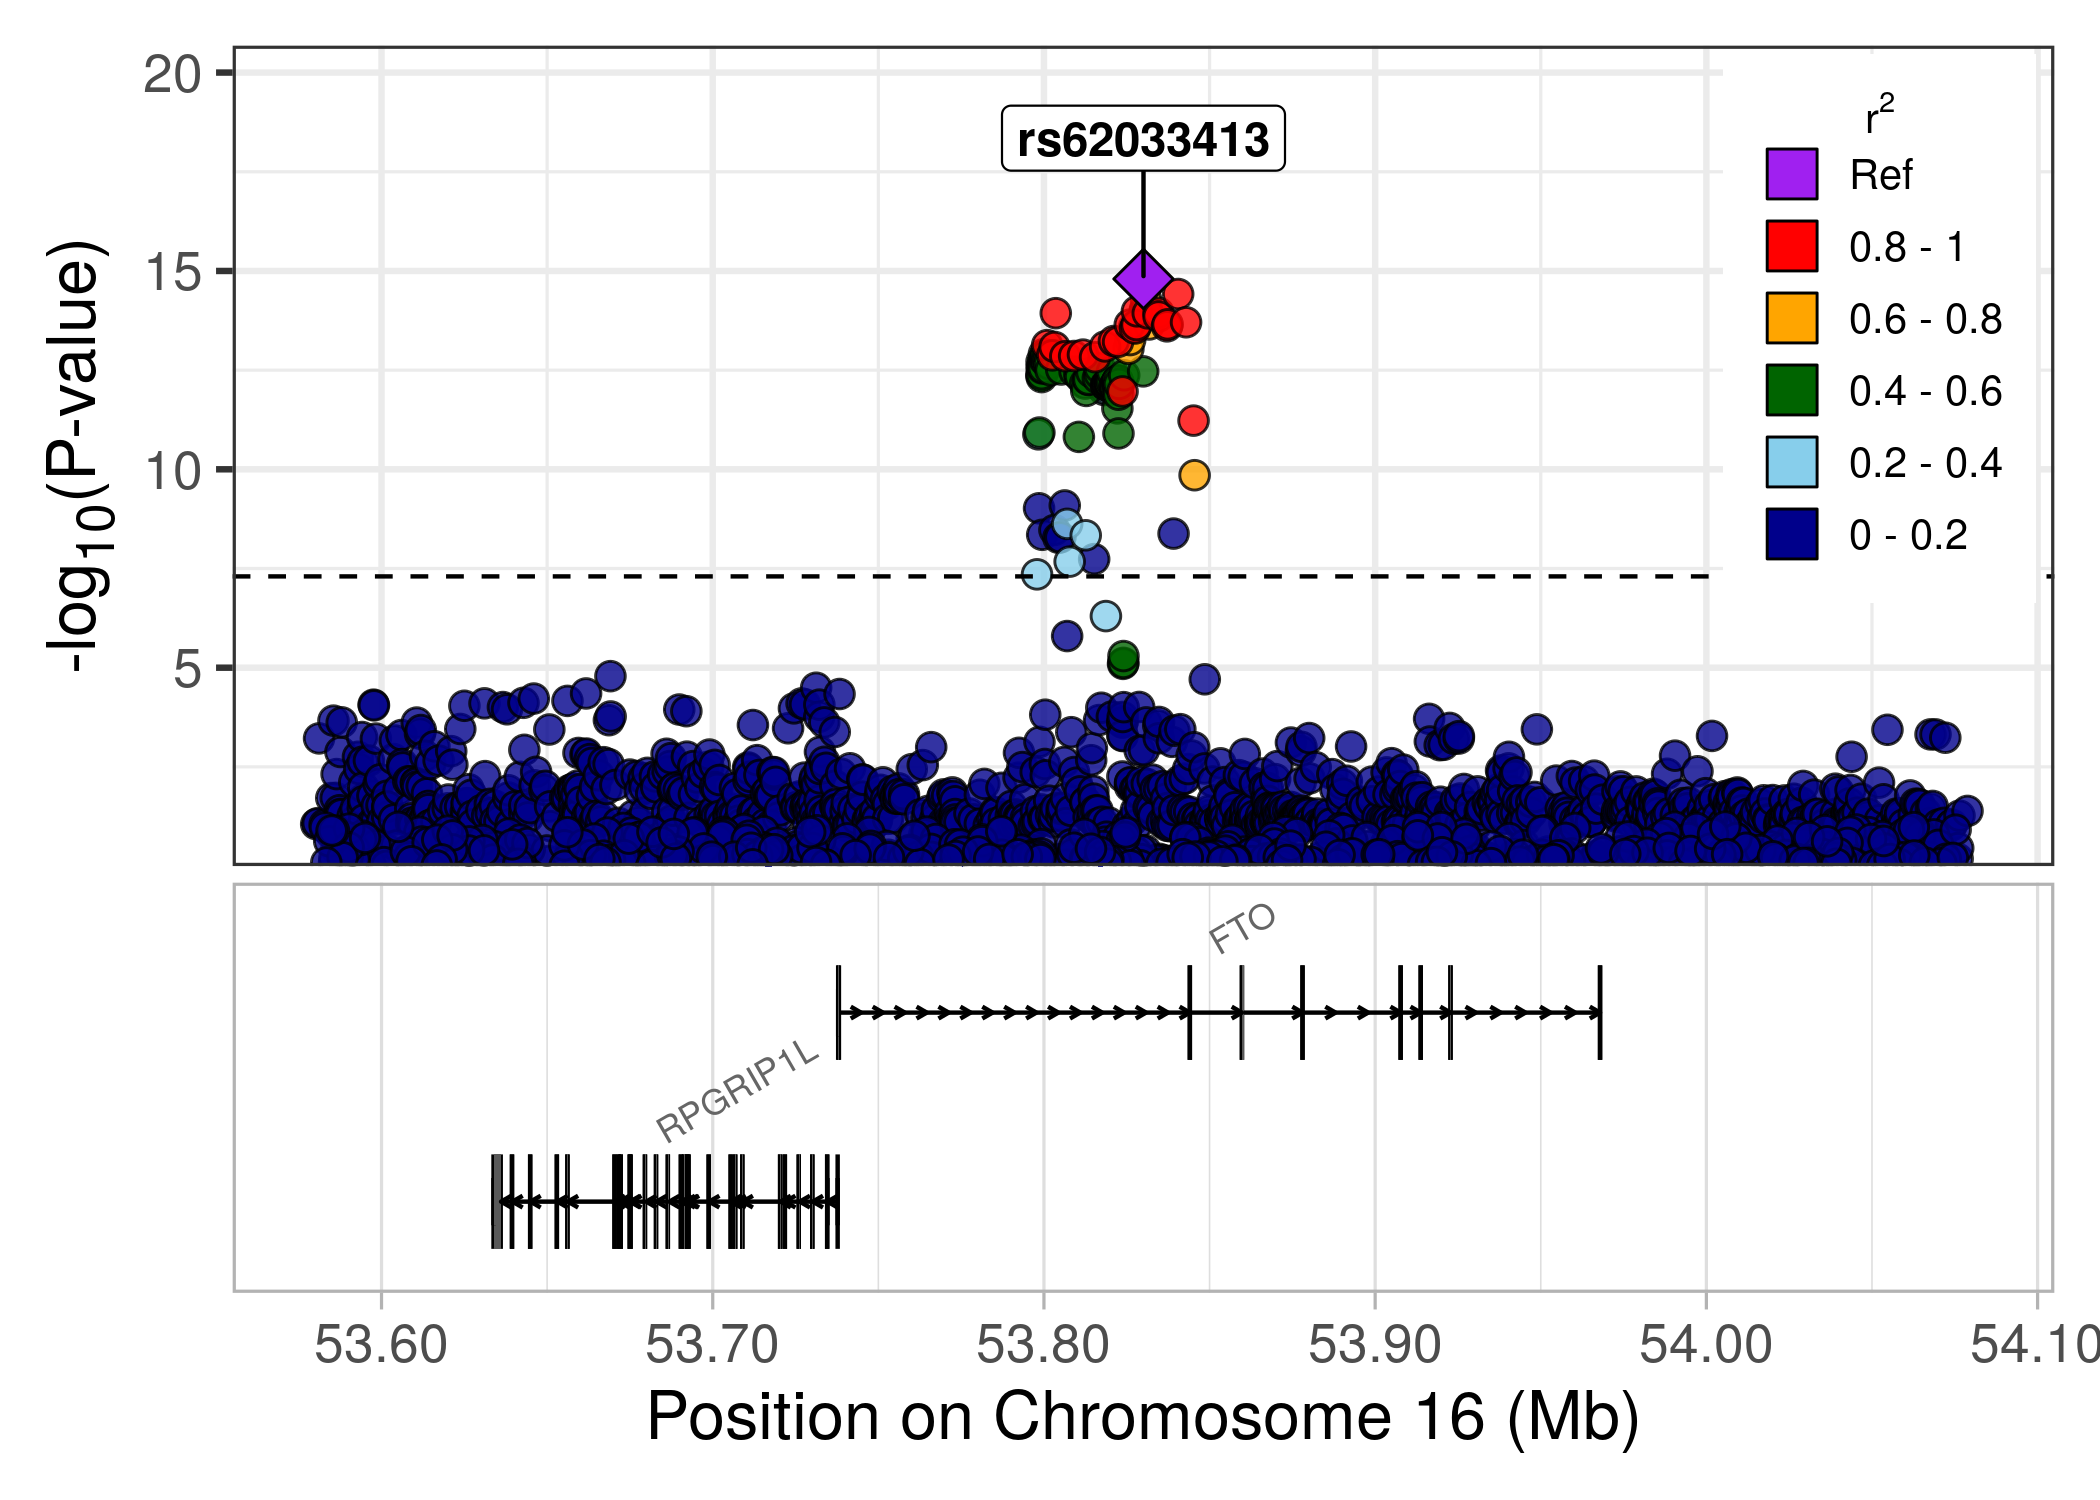 20
15
10
5
-log10(P-value)
rs62033413
r2
Ref
0.8 - 1
0.6 - 0.8
0.4 - 0.6
0.2 - 0.4
0 - 0.2
FTO
RPGRIP1L
53.60 53.70 53.80 53.90 54.00 54.10
Position on Chromosome 16 (Mb)